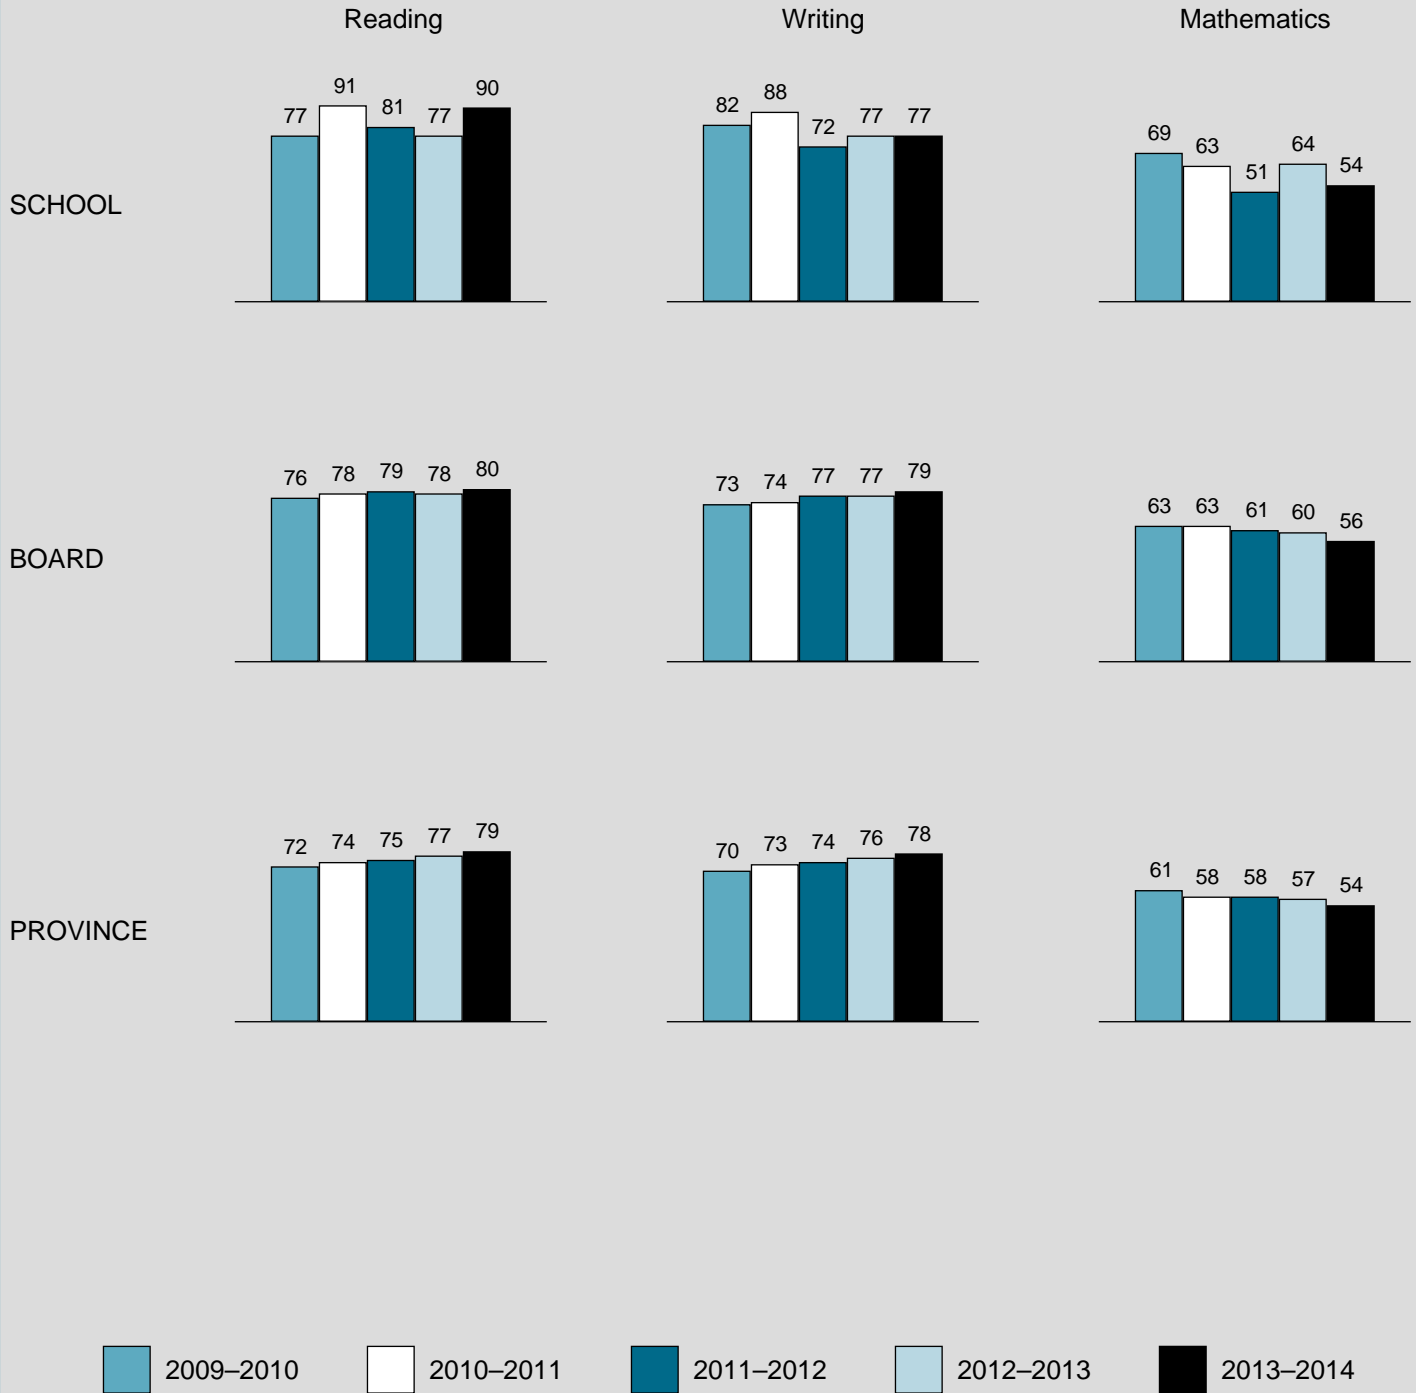 Reading Writing Mathematics
SCHOOL
77 91 81 77 90
82 88 72 77 77
69 63 51 64 54
BOARD
76 78 79 78 80
73 74 77 77 79
63 63 61 60 56
PROVINCE
72 74 75 77 79
70 73 74 76 78
61 58 58 57 54
2009–2010 2010–2011 2011–2012 2012–2013 2013–2014